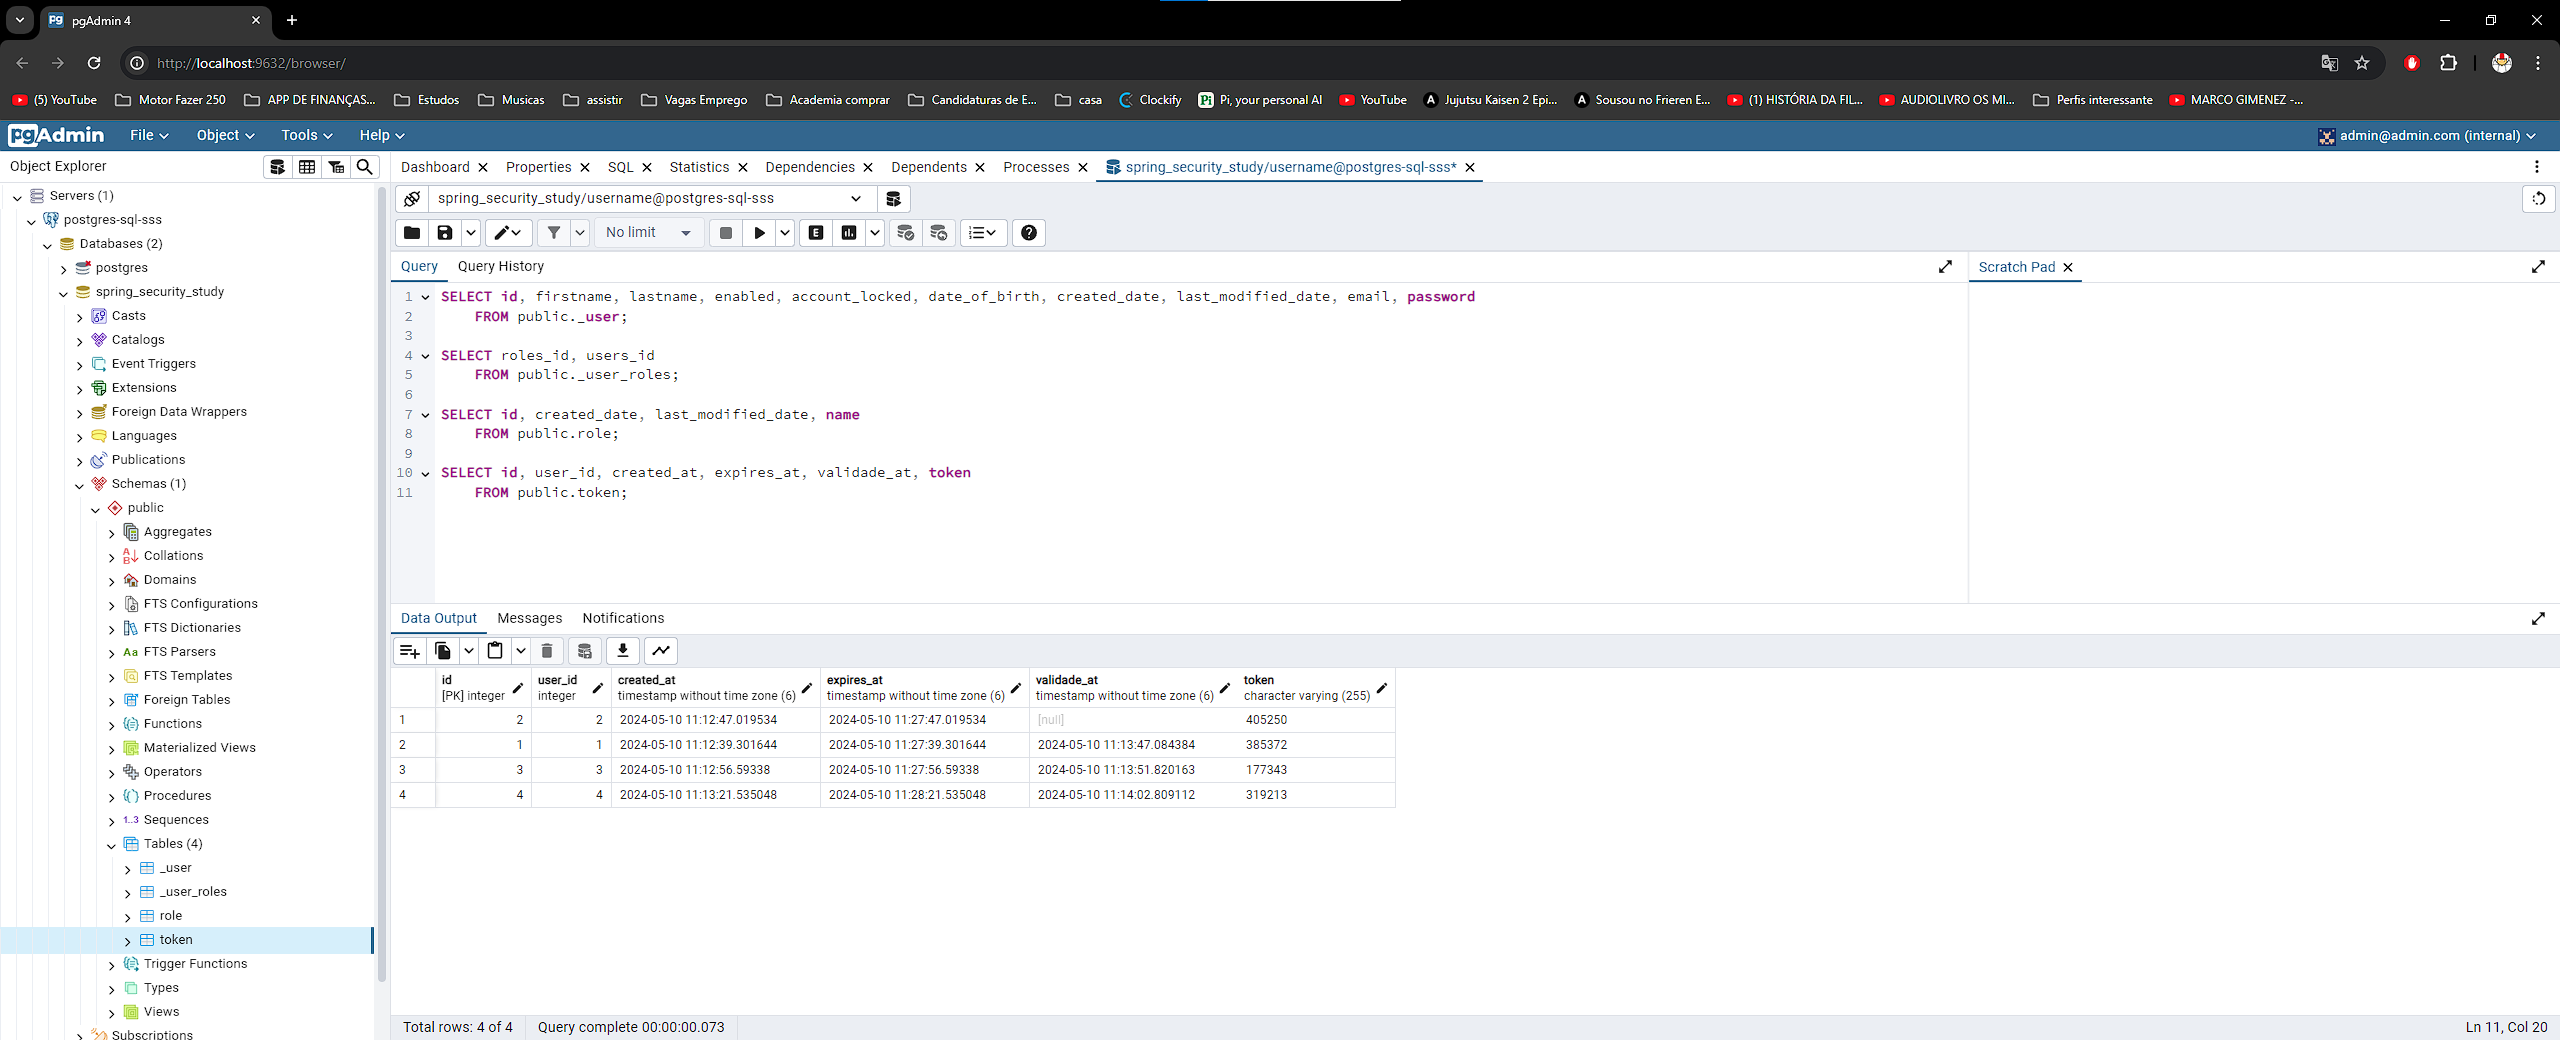 pgAdmin 4
http://localhost:9632/browser/
(5) YouTube Motor Fazer 250 APP DE FINANÇAS... Estudos Musicas assistir Vagas Emprego Academia comprar Candidaturas de E... casa Clockify Pi, your personal AI YouTube Jujutsu Kaisen 2 Epi... Sousou no Frieren E... (1) HISTÓRIA DA FIL... AUDIOLIVRO OS MI... Perfis interessante MARCO GIMENEZ -...
pgAdmin File Object Tools Help admin@admin.com (internal)
Object Explorer
Dashboard Properties SQL Statistics Dependencies Dependents Processes spring_security_study/username@postgres-sql-sss*
Servers (1)
postgres-sql-sss
Databases (2)
postgres
spring_security_study
Casts
Catalogs
Event Triggers
Extensions
Foreign Data Wrappers
Languages
Publications
Schemas (1)
public
Aggregates
Collations
Domains
FTS Configurations
FTS Dictionaries
Aa FTS Parsers
FTS Templates
Foreign Tables
Functions
Materialized Views
Operators
Procedures
1..3 Sequences
Tables (4)
_user
_user_roles
role
token
Trigger Functions
Types
Views
Subscriptions
spring_security_study/username@postgres-sql-sss
No limit E
Query Query History
Scratch Pad
1 SELECT id, firstname, lastname, enabled, account_locked, date_of_birth, created_date, last_modified_date, email, password
2 FROM public._user;
3
4 SELECT roles_id, users_id
5 FROM public._user_roles;
6
7 SELECT id, created_date, last_modified_date, name
8 FROM public.role;
9
10 SELECT id, user_id, created_at, expires_at, validade_at, token
11 FROM public.token;
Data Output Messages Notifications
id user_id created_at expires_at validade_at token
[PK] integer integer timestamp without time zone (6) timestamp without time zone (6) timestamp without time zone (6) character varying (255)
1 2 2 2024-05-10 11:12:47.019534 2024-05-10 11:27:47.019534 [null] 405250
2 1 1 2024-05-10 11:12:39.301644 2024-05-10 11:27:39.301644 2024-05-10 11:13:47.084384 385372
3 3 3 2024-05-10 11:12:56.59338 2024-05-10 11:27:56.59338 2024-05-10 11:13:51.820163 177343
4 4 4 2024-05-10 11:13:21.535048 2024-05-10 11:28:21.535048 2024-05-10 11:14:02.809112 319213
Total rows: 4 of 4 Query complete 00:00:00.073 Ln 11, Col 20